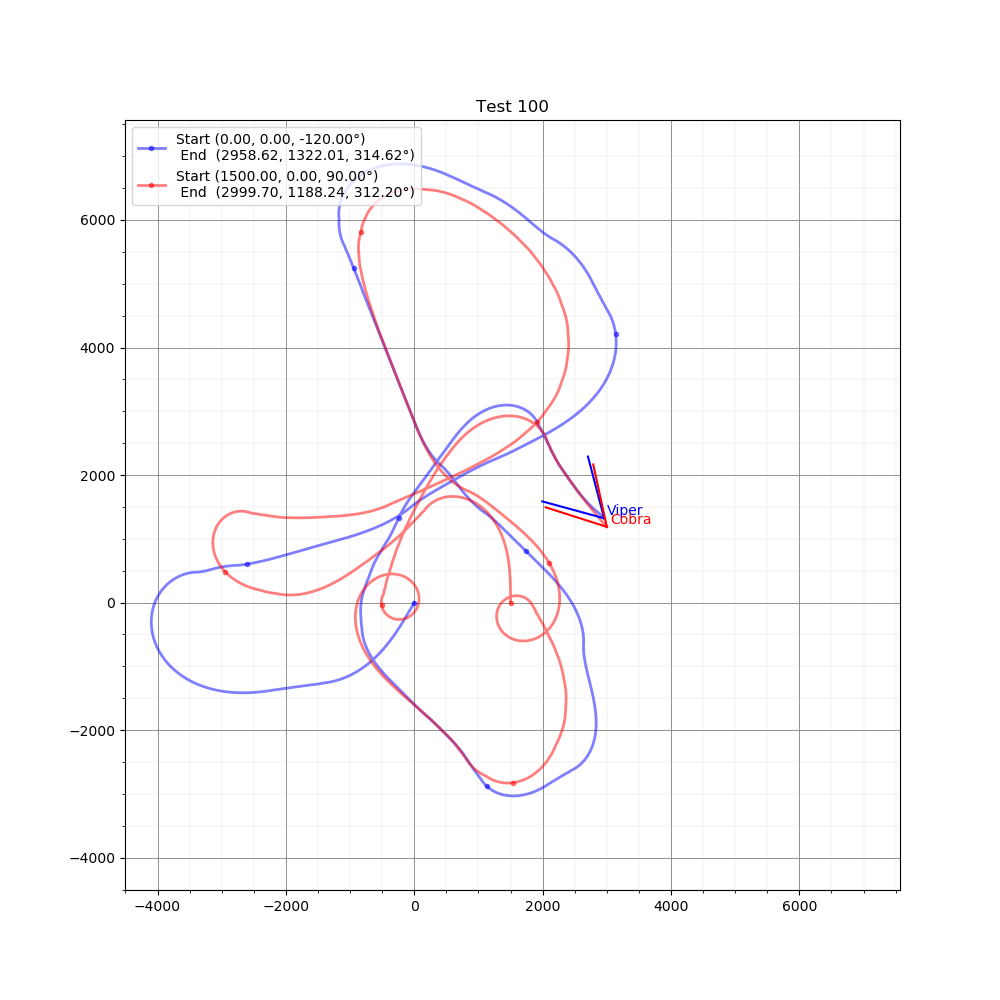 Test 100
Start (0.00, 0.00, -120.00°)
End (2958.62, 1322.01, 314.62°)
Start (1500.00, 0.00, 90.00°)
End (2999.70, 1188.24, 312.20°)
6000
4000
2000
0
−2000
−4000
Viper
Cobra
−4000
−2000
0
2000
4000
6000